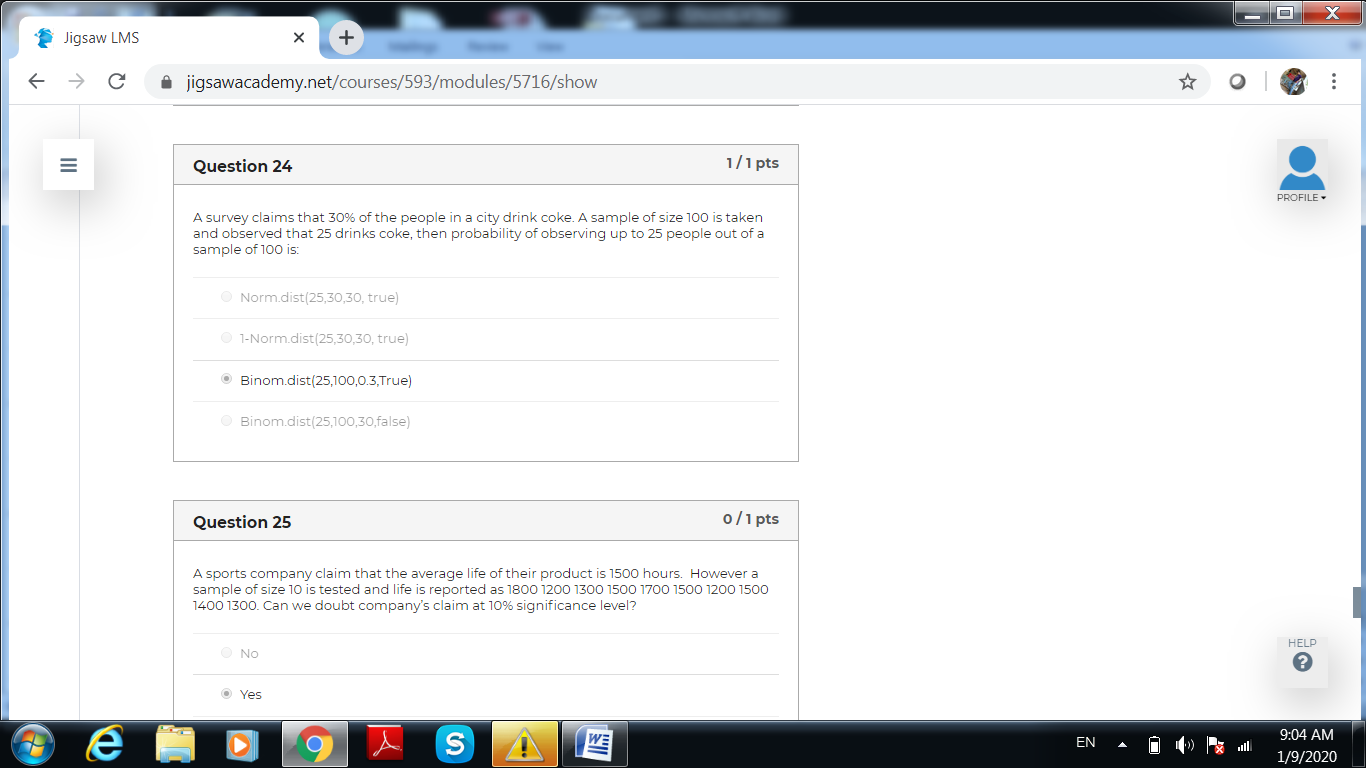 Jigsaw LMS
jigsawacademy.net/courses/593/modules/5716/show
PROFILE
Question 24
1 / 1 pts
A survey claims that 30% of the people in a city drink coke. A sample of size 100 is taken
and observed that 25 drinks coke, then probability of observing up to 25 people out of a
sample of 100 is:
Norm.dist(25,30,30, true)
1-Norm.dist(25,30,30, true)
Binom.dist(25,100,0.3,True)
Binom.dist(25,100,30,false)
Question 25
0 / 1 pts
A sports company claim that the average life of their product is 1500 hours.  However a
sample of size 10 is tested and life is reported as 1800 1200 1300 1500 1700 1500 1200 1500
1400 1300. Can we doubt company's claim at 10% significance level?
No
Yes
HELP
EN
9:04 AM
1/9/2020